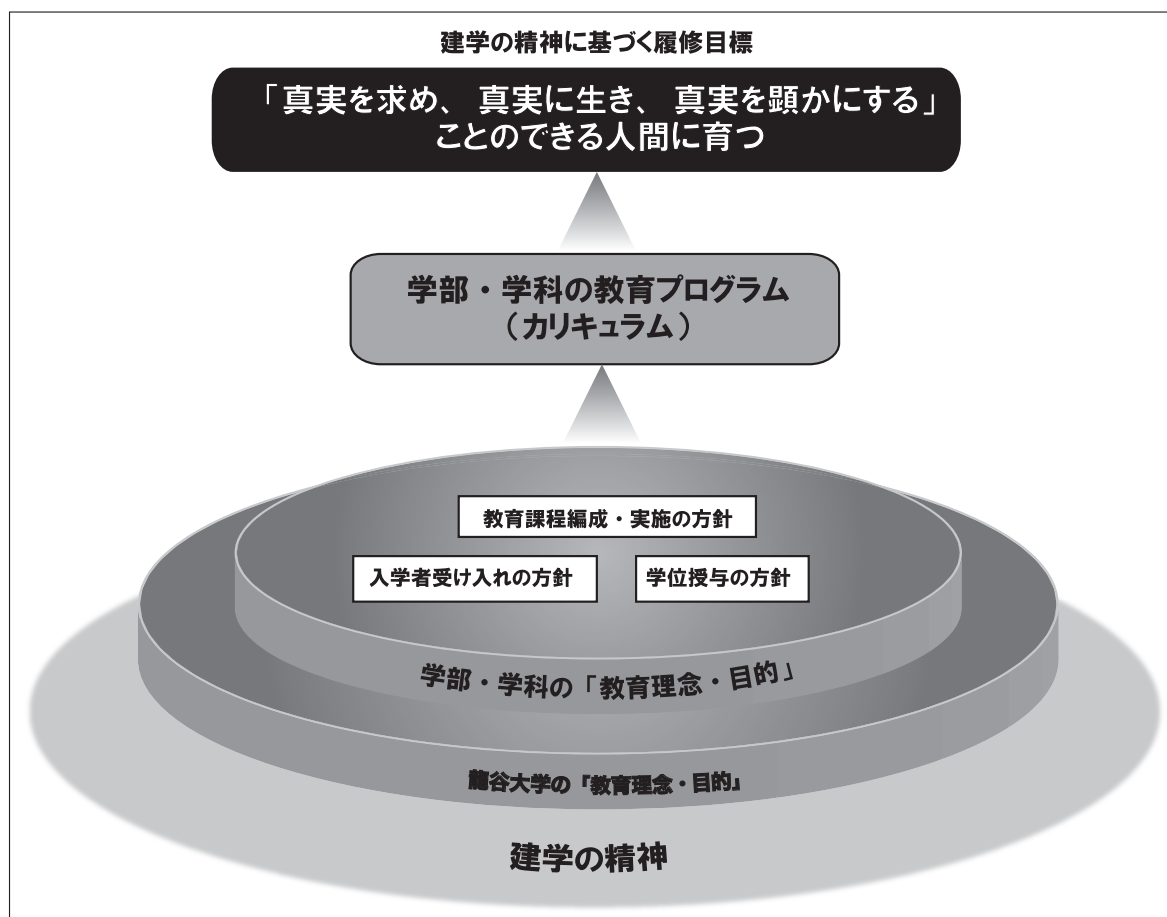 建学の精神に基づく履修目標
「真実を求め、真実に生き、真実を顕かにする」
ことのできる人間に育つ
学部・学科の教育プログラム
（カリキュラム）
教育課程編成・実施の方針
入学者受け入れの方針
学位授与の方針
学部・学科の「教育理念・目的」
龍谷大学の「教育理念・目的」
建学の精神